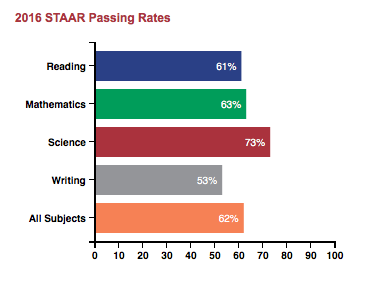 2016 STAAR Passing Rates
Reading 61%
Mathematics 63%
Science 73%
Writing 53%
All Subjects 62%
0 10 20 30 40 50 60 70 80 90 100